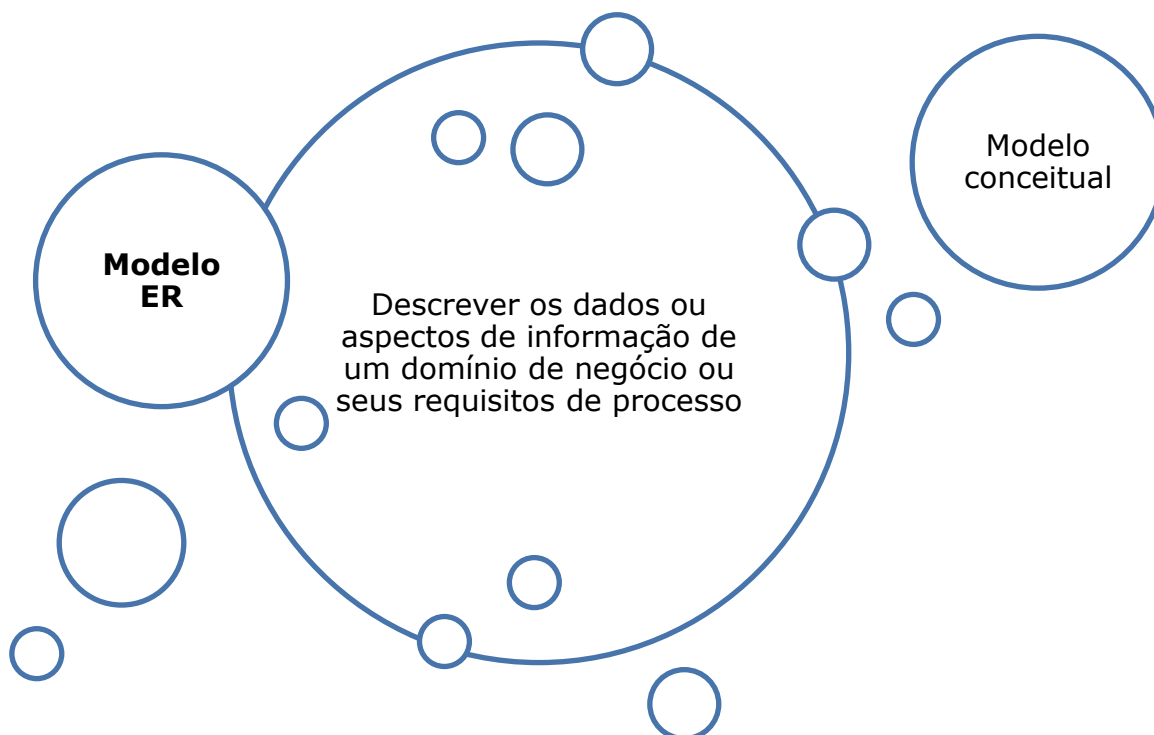 Modelo
ER
Descrever os dados ou
aspectos de informação de
um domínio de negócio ou
seus requisitos de processo
Modelo
conceitual